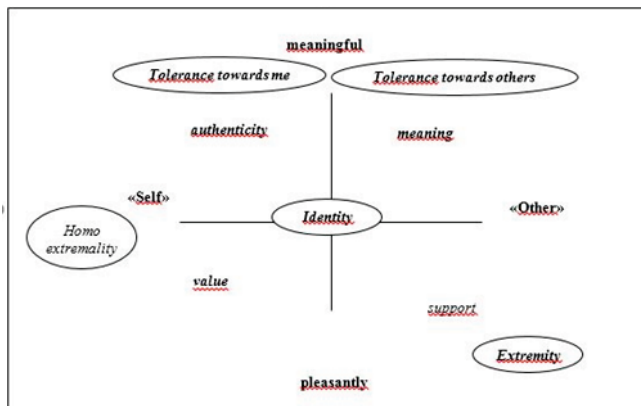 meaningful
Tolerance towards me
Tolerance towards others
authenticity
meaning
«Self»
«Other»
Identity
Homo
extremality
value
support
Extremity
pleasantly